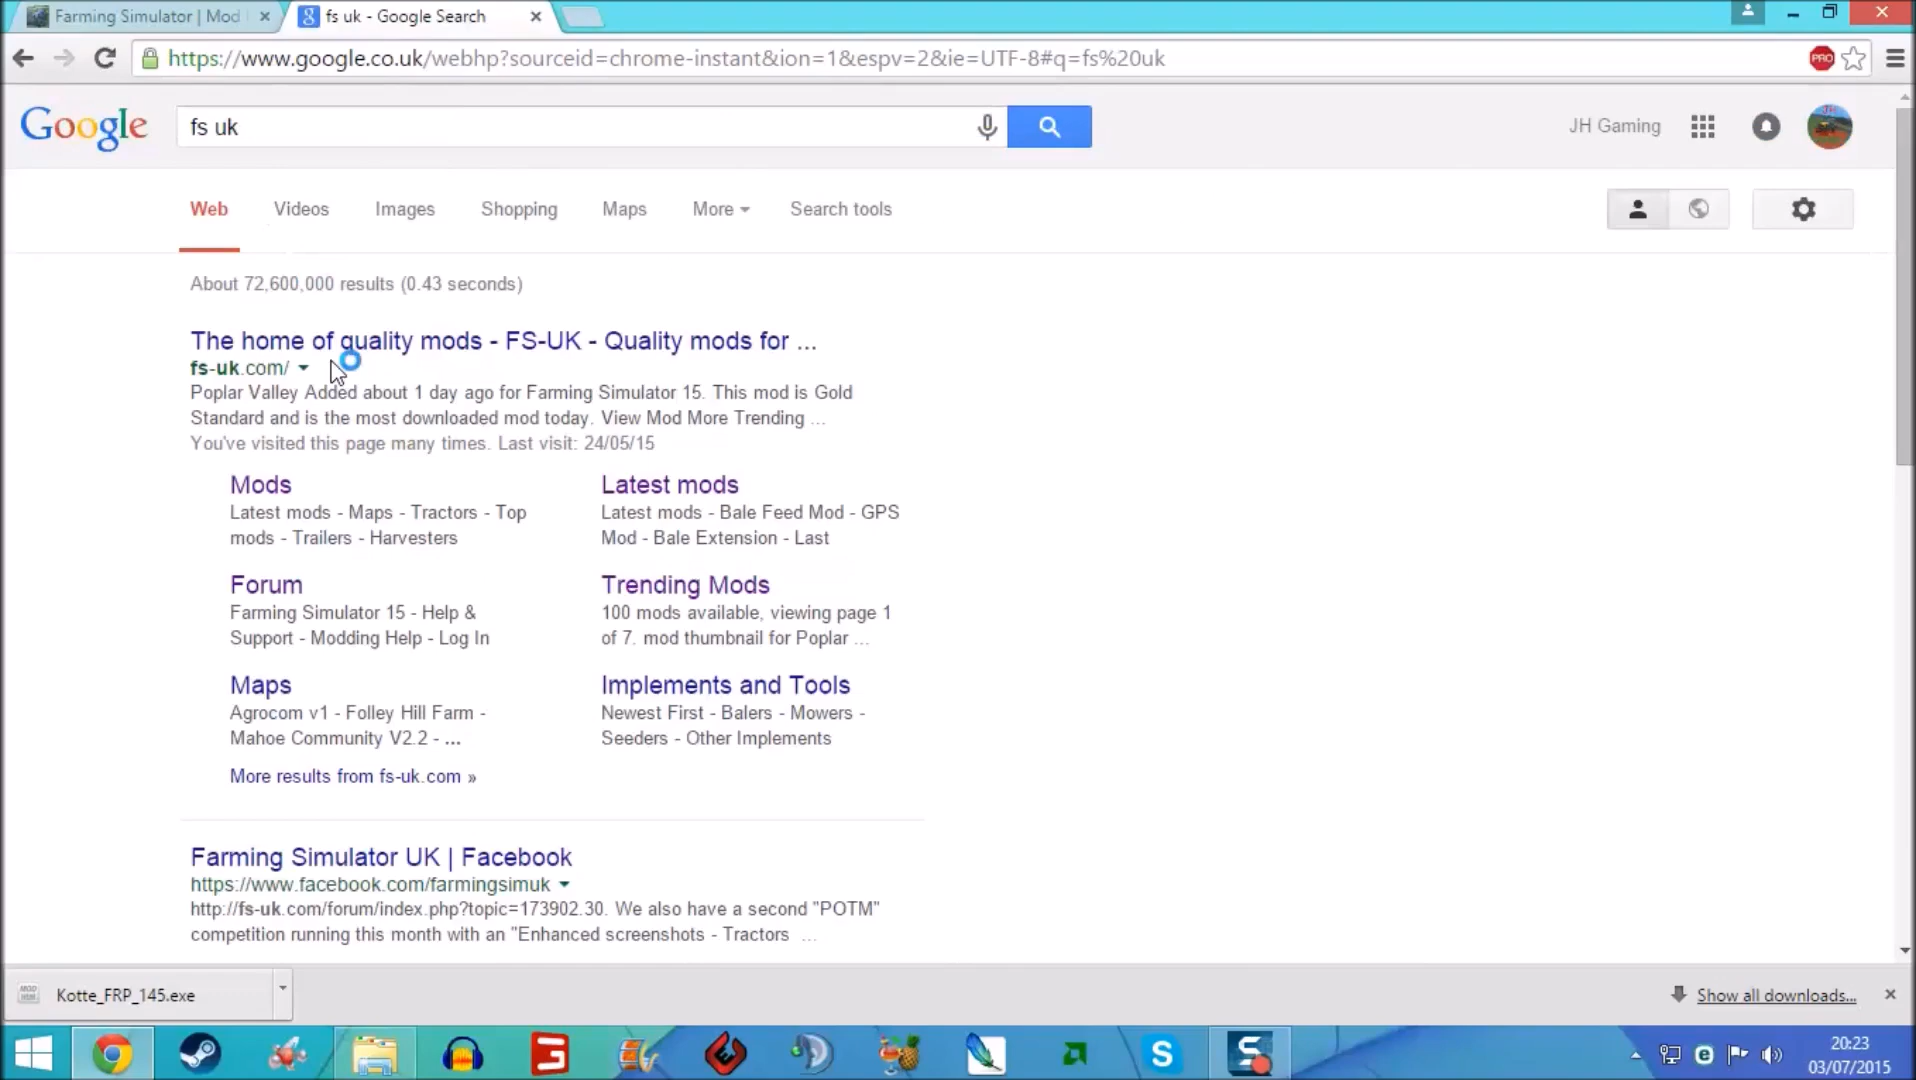 Farming Simulator | Mod
fs uk - Google Search
https://www.google.co.uk/webhp?sourceid=chrome-instant&ion=1&espv=2&ie=UTF-8#q=fs%20uk
PRO
Google
fs uk
JH Gaming
Web
Videos
Images
Shopping
Maps
More
Search tools
About 72,600,000 results (0.43 seconds)
The home of quality mods - FS-UK - Quality mods for ...
fs-uk.com/
Poplar Valley Added about 1 day ago for Farming Simulator 15. This mod is Gold
Standard and is the most downloaded mod today. View Mod More Trending ...
You've visited this page many times. Last visit: 24/05/15
Mods
Latest mods - Maps - Tractors - Top
mods - Trailers - Harvesters
Latest mods
Latest mods - Bale Feed Mod - GPS
Mod - Bale Extension - Last
Forum
Farming Simulator 15 - Help &
Support - Modding Help - Log In
Trending Mods
100 mods available, viewing page 1
of 7. mod thumbnail for Poplar ...
Maps
Agrocom v1 - Folley Hill Farm -
Mahoe Community V2.2 - ...
Implements and Tools
Newest First - Balers - Mowers -
Seeders - Other Implements
More results from fs-uk.com »
Farming Simulator UK | Facebook
https://www.facebook.com/farmingsimuk
http://fs-uk.com/forum/index.php?topic=173902.30. We also have a second "POTM"
competition running this month with an "Enhanced screenshots - Tractors ...
Kotte_FRP_145.exe
Show all downloads...
20:23
03/07/2015